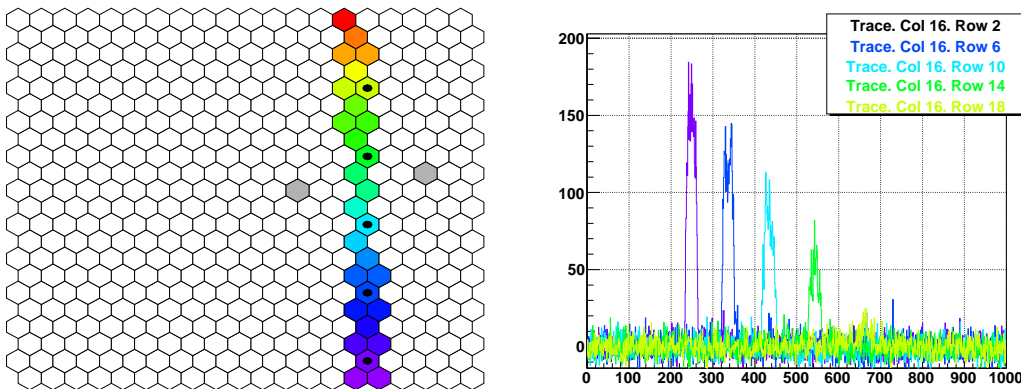 Trace. Col 16. Row 2
Trace. Col 16. Row 6
Trace. Col 16. Row 10
Trace. Col 16. Row 14
Trace. Col 16. Row 18
200
150
100
50
0
0 100 200 300 400 500 600 700 800 900 1000